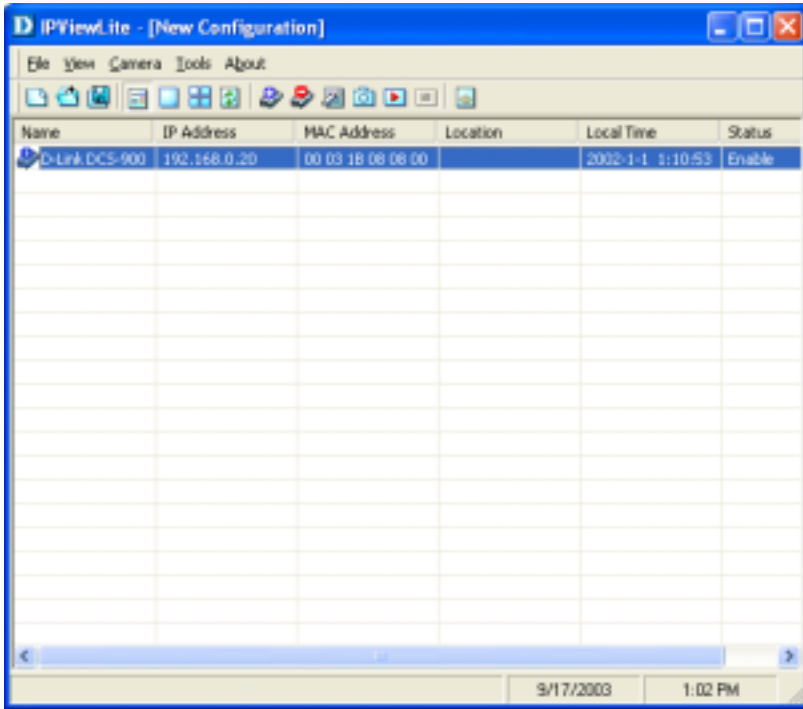 D IPViewLite - [New Configuration]
File View Camera Tools About
Name IP Address MAC Address Location Local Time Status
D-Link DCS-900 192.168.0.20 00 03 1B 08 08 00 2002-1-1 1:10:53 Enable
9/17/2003 1:02 PM